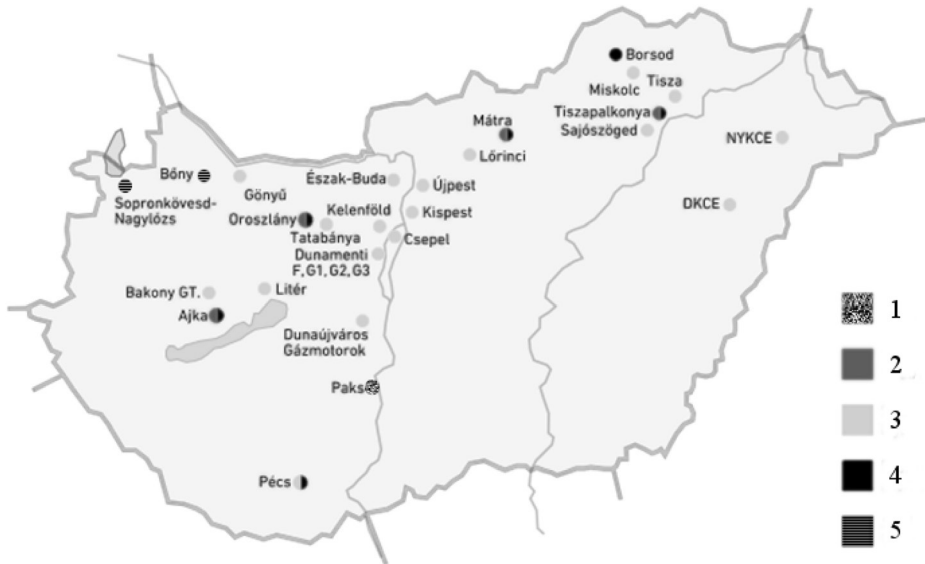 Borsod
Miskolc
Tisza
Tiszapalkonya
Sajószöged
Mátra
Lőrinci
NYKCE
DKCE
Bőny
Gönyű
Sopronkövesd-
Nagylózs
Észak-Buda
Újpest
Kispest
Kelenföld
Oroszlány
Tatabánya
Csepel
Dunamenti
F, G1, G2, G3
Bakony GT.
Litér
Ajka
Dunaújváros
Gázmotorok
Paks
Pécs
1
2
3
4
5